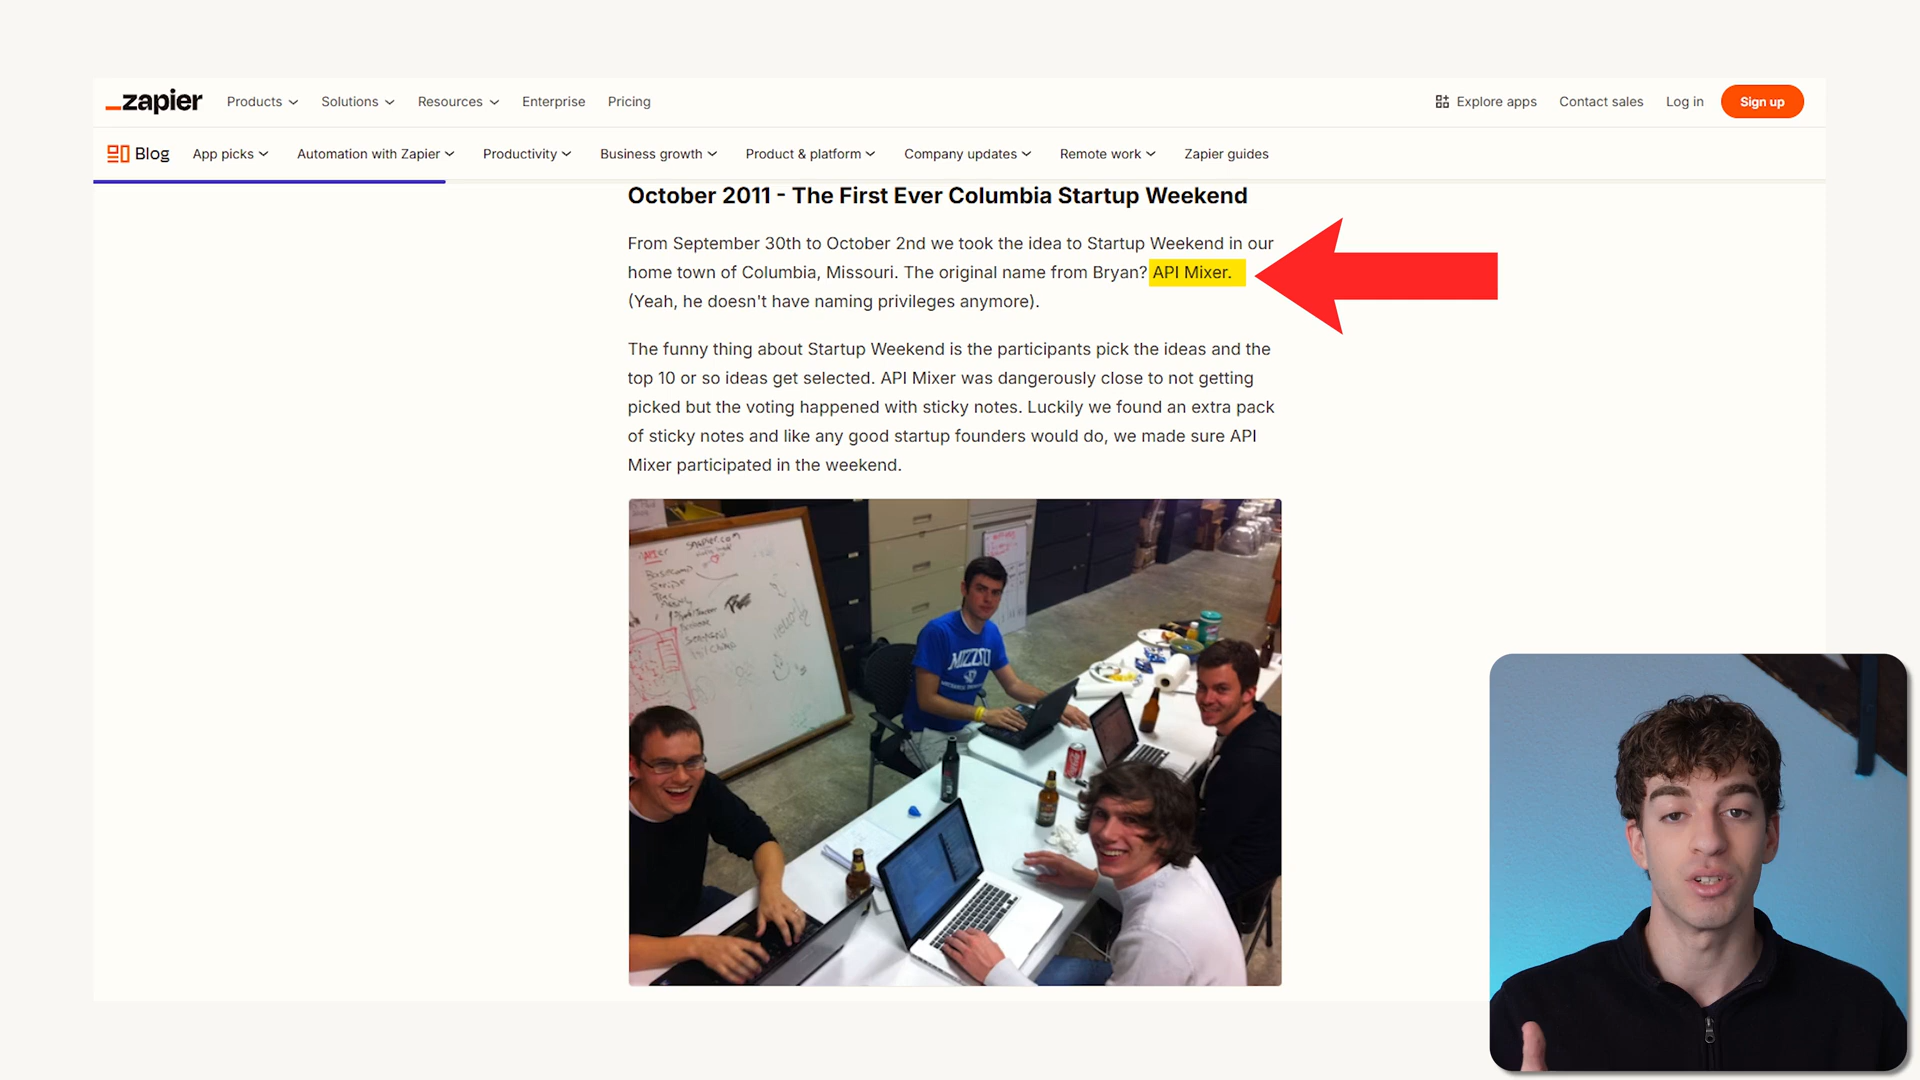 _zapier Products Solutions Resources Enterprise Pricing Explore apps Contact sales Log in Sign up
Blog App picks Automation with Zapier Productivity Business growth Product & platform Company updates Remote work Zapier guides
October 2011 - The First Ever Columbia Startup Weekend
From September 30th to October 2nd we took the idea to Startup Weekend in our
home town of Columbia, Missouri. The original name from Bryan? API Mixer.
(Yeah, he doesn't have naming privileges anymore).
The funny thing about Startup Weekend is the participants pick the ideas and the
top 10 or so ideas get selected. API Mixer was dangerously close to not getting
picked but the voting happened with sticky notes. Luckily we found an extra pack
of sticky notes and like any good startup founders would do, we made sure API
Mixer participated in the weekend.
MIZZOU